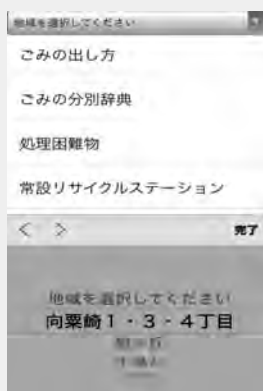 地域を選択してください
ごみの出し方
ごみの分別辞典
処理困難物
常設リサイクルステーション
完了
地域を選択してください
向粟崎1・3・4丁目